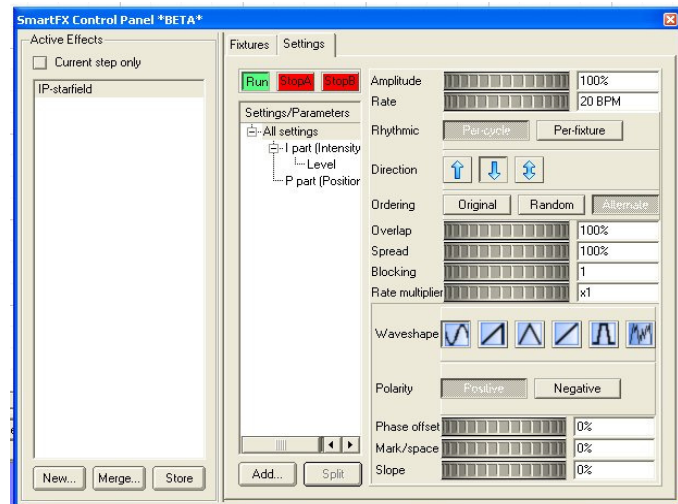 SmartFX Control Panel *BETA*
Active Effects
Current step only
IP-starfield
New... Merge... Store
Fixtures Settings
Run StopA StopB
Settings/Parameters
All settings
I part (Intensity
Level
P part (Position
Add... Split
Amplitude 100%
Rate 20 BPM
Rhythmic Per-cycle Per-fixture
Direction
Ordering Original Random Alternate
Overlap 100%
Spread 100%
Blocking 1
Rate multiplier x1
Waveshape
Polarity Positive Negative
Phase offset 0%
Mark/space 0%
Slope 0%